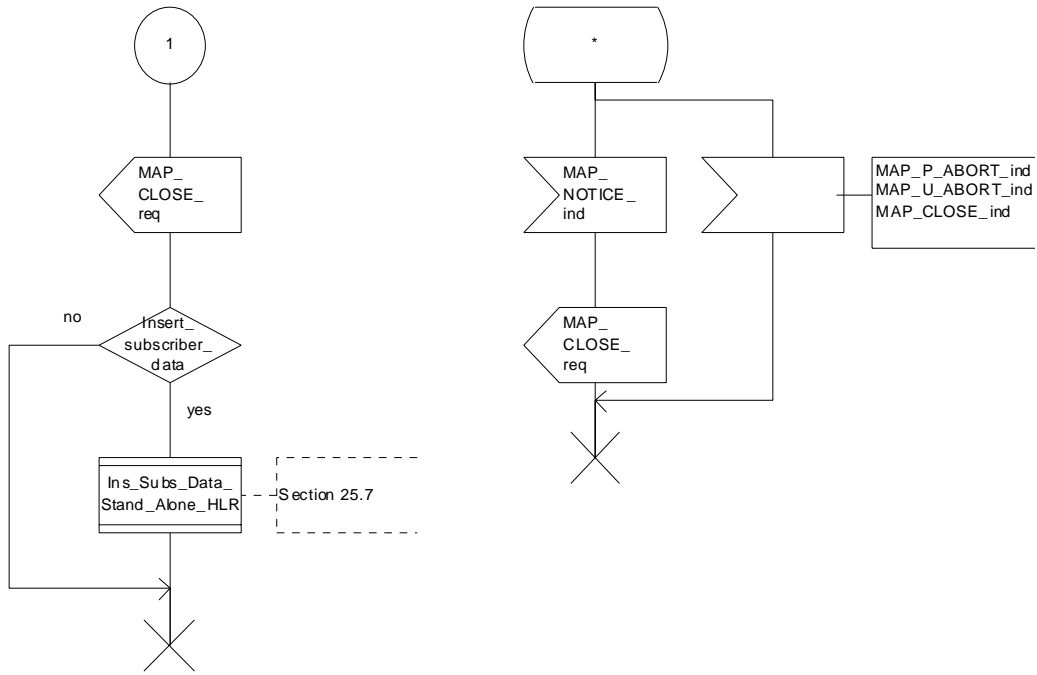 1
MAP_
CLOSE_
req
no
Insert_
subscriber_
data
yes
Ins_Subs_Data_
Stand_Alone_HLR
Section 25.7
*
MAP_
NOTICE_
ind
MAP_P_ABORT_ind
MAP_U_ABORT_ind
MAP_CLOSE_ind
MAP_
CLOSE_
req